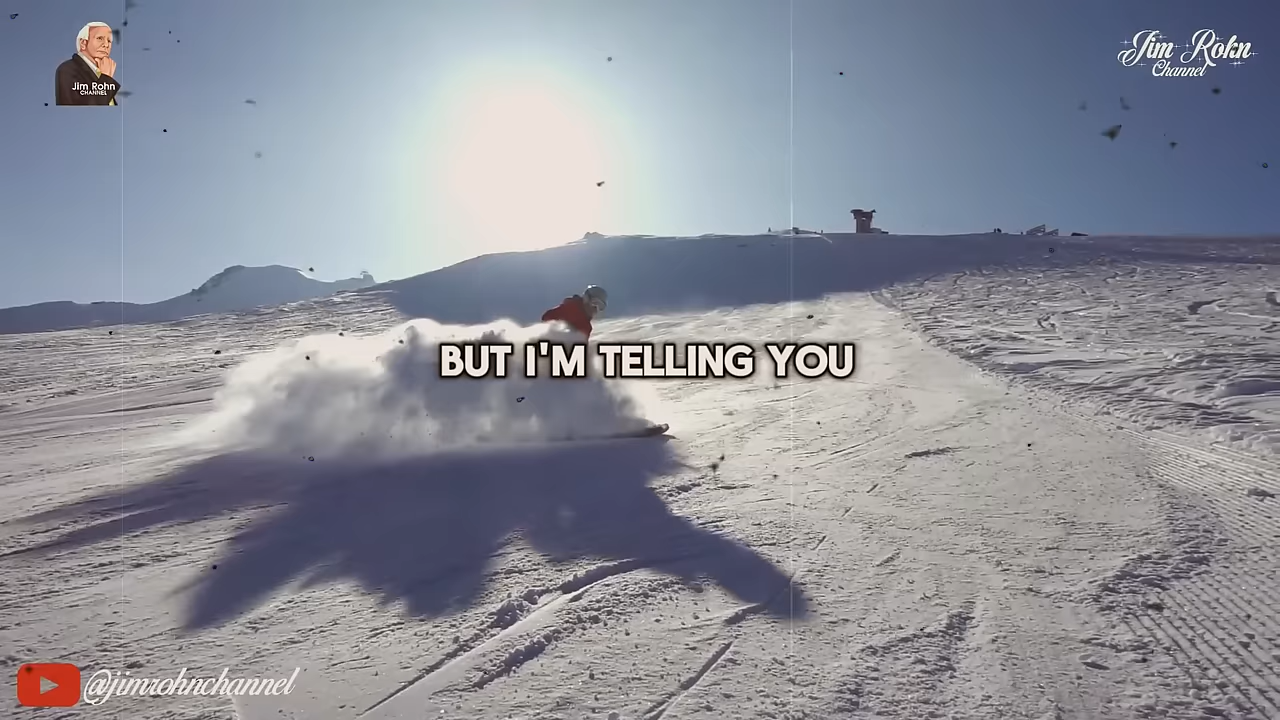 Jim Rohn
CHANNEL
Jim Rohn
Channel
BUT I'M TELLING YOU
@jimrohnchannel